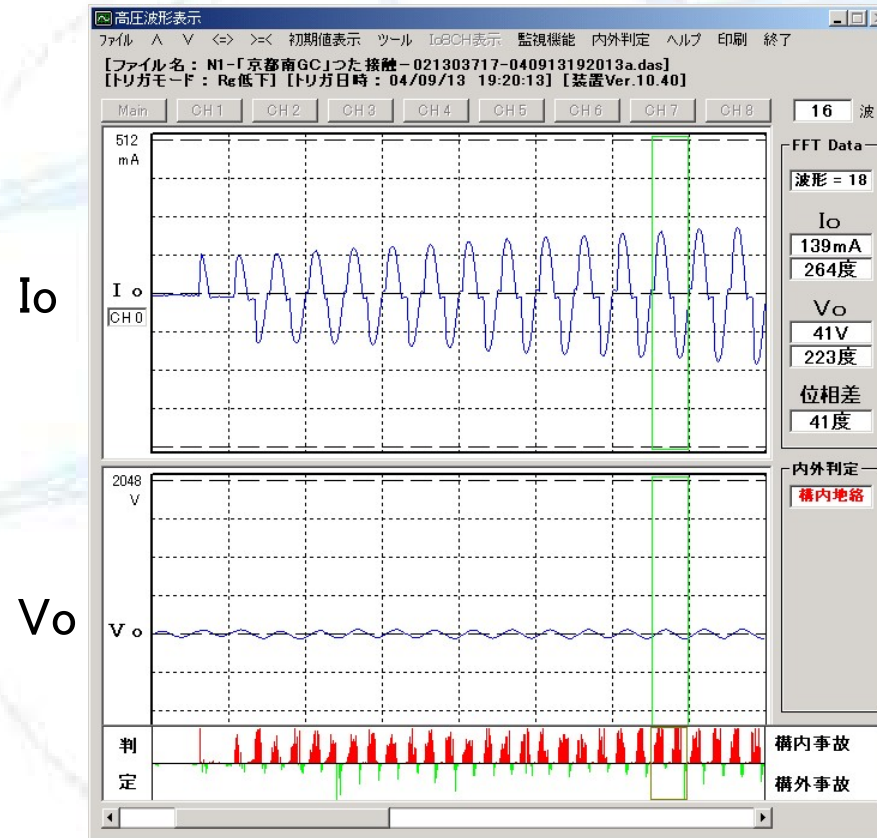 高圧波形表示
ファイル ∧ ∨ <=> >=< 初期値表示 ツール Io8CH表示 監視機能 内外判定 ヘルプ 印刷 終了
[ファイル名： N1-「京都南GC」つた接触－021303717-040913192013a.das]
[トリガモード： Rg低下] [トリガ日時： 04/09/13 19:20:13] [装置Ver.10.40]
Main CH1 CH2 CH3 CH4 CH5 CH6 CH7 CH8 16 波
512
mA
FFT Data
波形 = 18
Io
139mA
264度
Io
Io
CH0
Vo
41V
223度
位相差
41度
2048
V
内外判定
構内地絡
Vo
Vo
判定
構内事故
構外事故